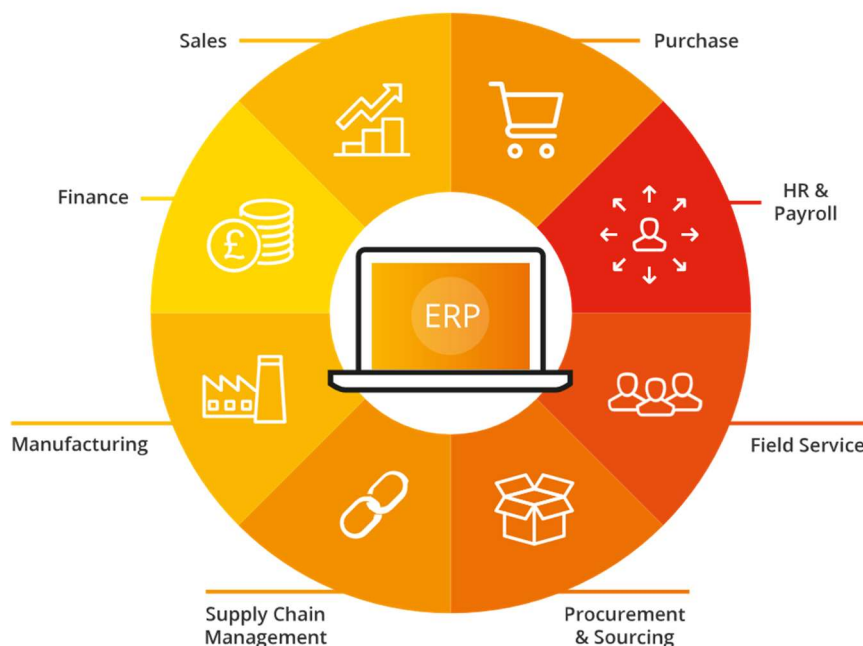 Sales
Purchase
Finance
HR &
Payroll
£
ERP
Manufacturing
Field Service
Supply Chain
Management
Procurement
& Sourcing